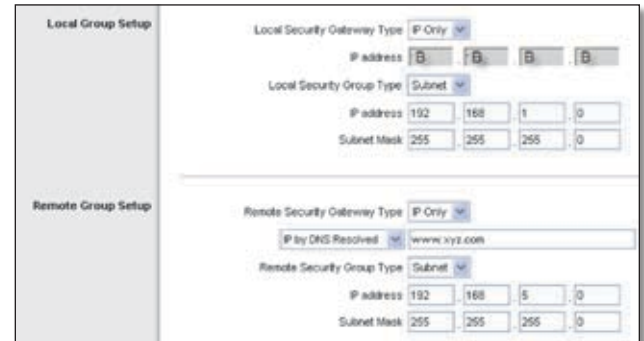 Local Group Setup
Local Security Gateway Type IP Only
IP address B. B. B. B.
Local Security Group Type Subnet
IP address 192 . 168 . 1 . 0
Subnet Mask 255 . 255 . 255 . 0
Remote Group Setup
Remote Security Gateway Type IP Only
IP by DNS Resolved www.xyz.com
Remote Security Group Type Subnet
IP address 192 . 168 . 5 . 0
Subnet Mask 255 . 255 . 255 . 0